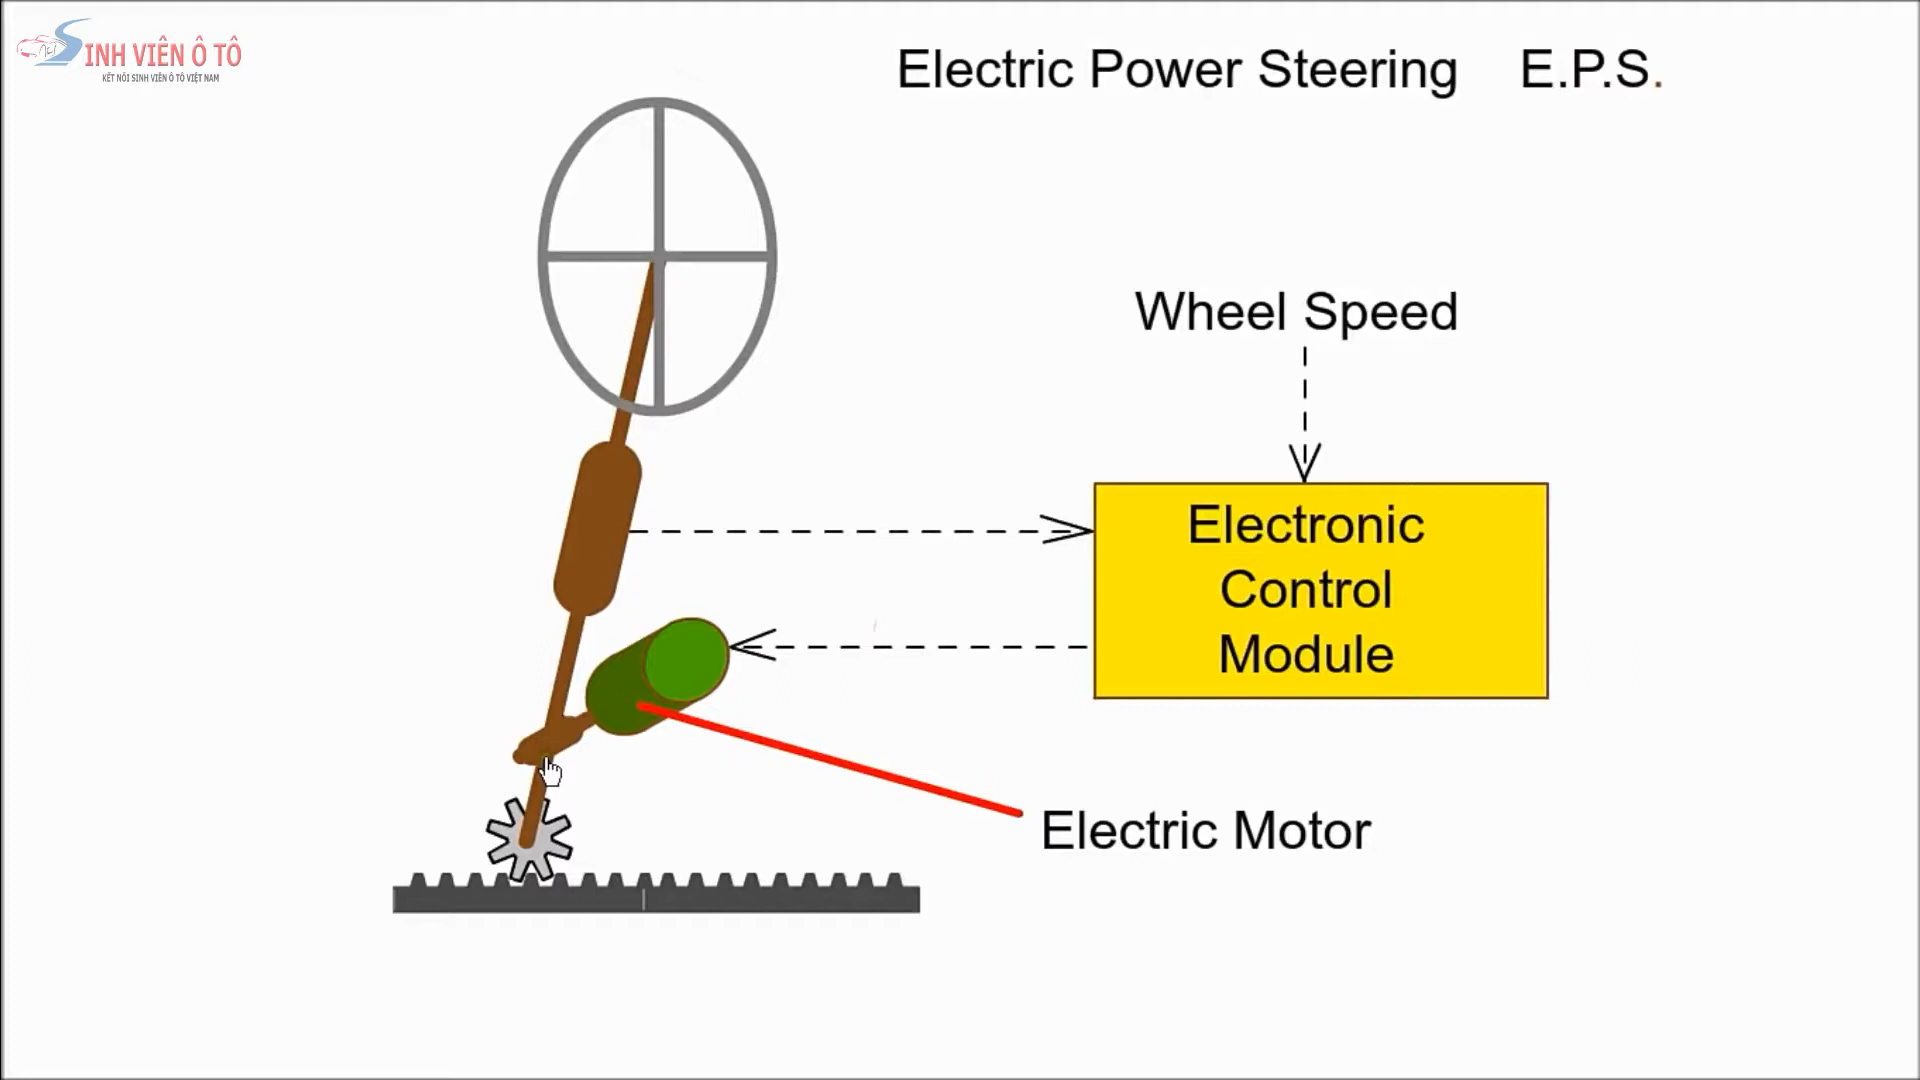 SINH VIÊN Ô TÔ
KẾT NỐI SINH VIÊN Ô TÔ VIỆT NAM
Electric Power Steering E.P.S.
Wheel Speed
Electronic
Control
Module
Electric Motor